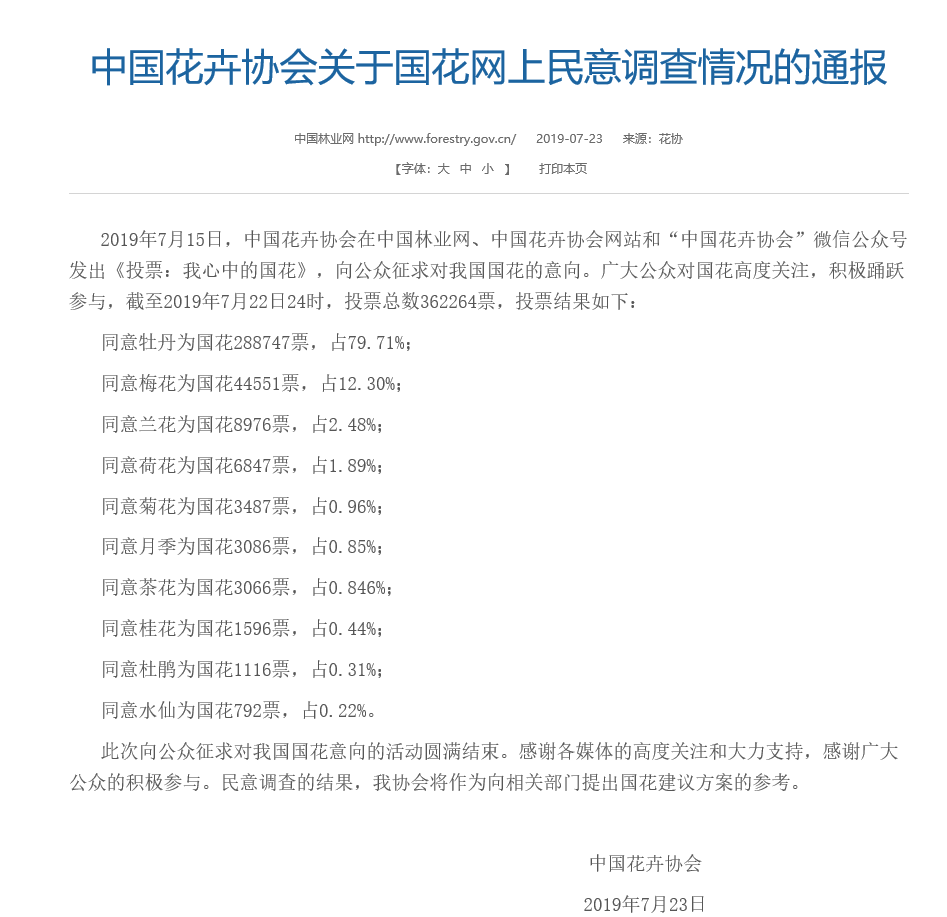 中国花卉协会关于国花网上民意调查情况的通报
中国林业网 http://www.forestry.gov.cn/ 2019-07-23 来源：花协
【字体：大 中 小 】 打印本页
2019年7月15日，中国花卉协会在中国林业网、中国花卉协会网站和“中国花卉协会”微信公众号
发出《投票：我心中的国花》，向公众征求对我国国花的意向。广大公众对国花高度关注，积极踊跃
参与，截至2019年7月22日24时，投票总数362264票，投票结果如下：
同意牡丹为国花288747票，占79.71%；
同意梅花为国花44551票，占12.30%；
同意兰花为国花8976票，占2.48%；
同意荷花为国花6847票，占1.89%；
同意菊花为国花3487票，占0.96%；
同意月季为国花3086票，占0.85%；
同意茶花为国花3066票，占0.846%；
同意桂花为国花1596票，占0.44%；
同意杜鹃为国花1116票，占0.31%；
同意水仙为国花792票，占0.22%。
此次向公众征求对我国国花意向的活动圆满结束。感谢各媒体的高度关注和大力支持，感谢广大
公众的积极参与。民意调查的结果，我协会将作为向相关部门提出国花建议方案的参考。
中国花卉协会
2019年7月23日